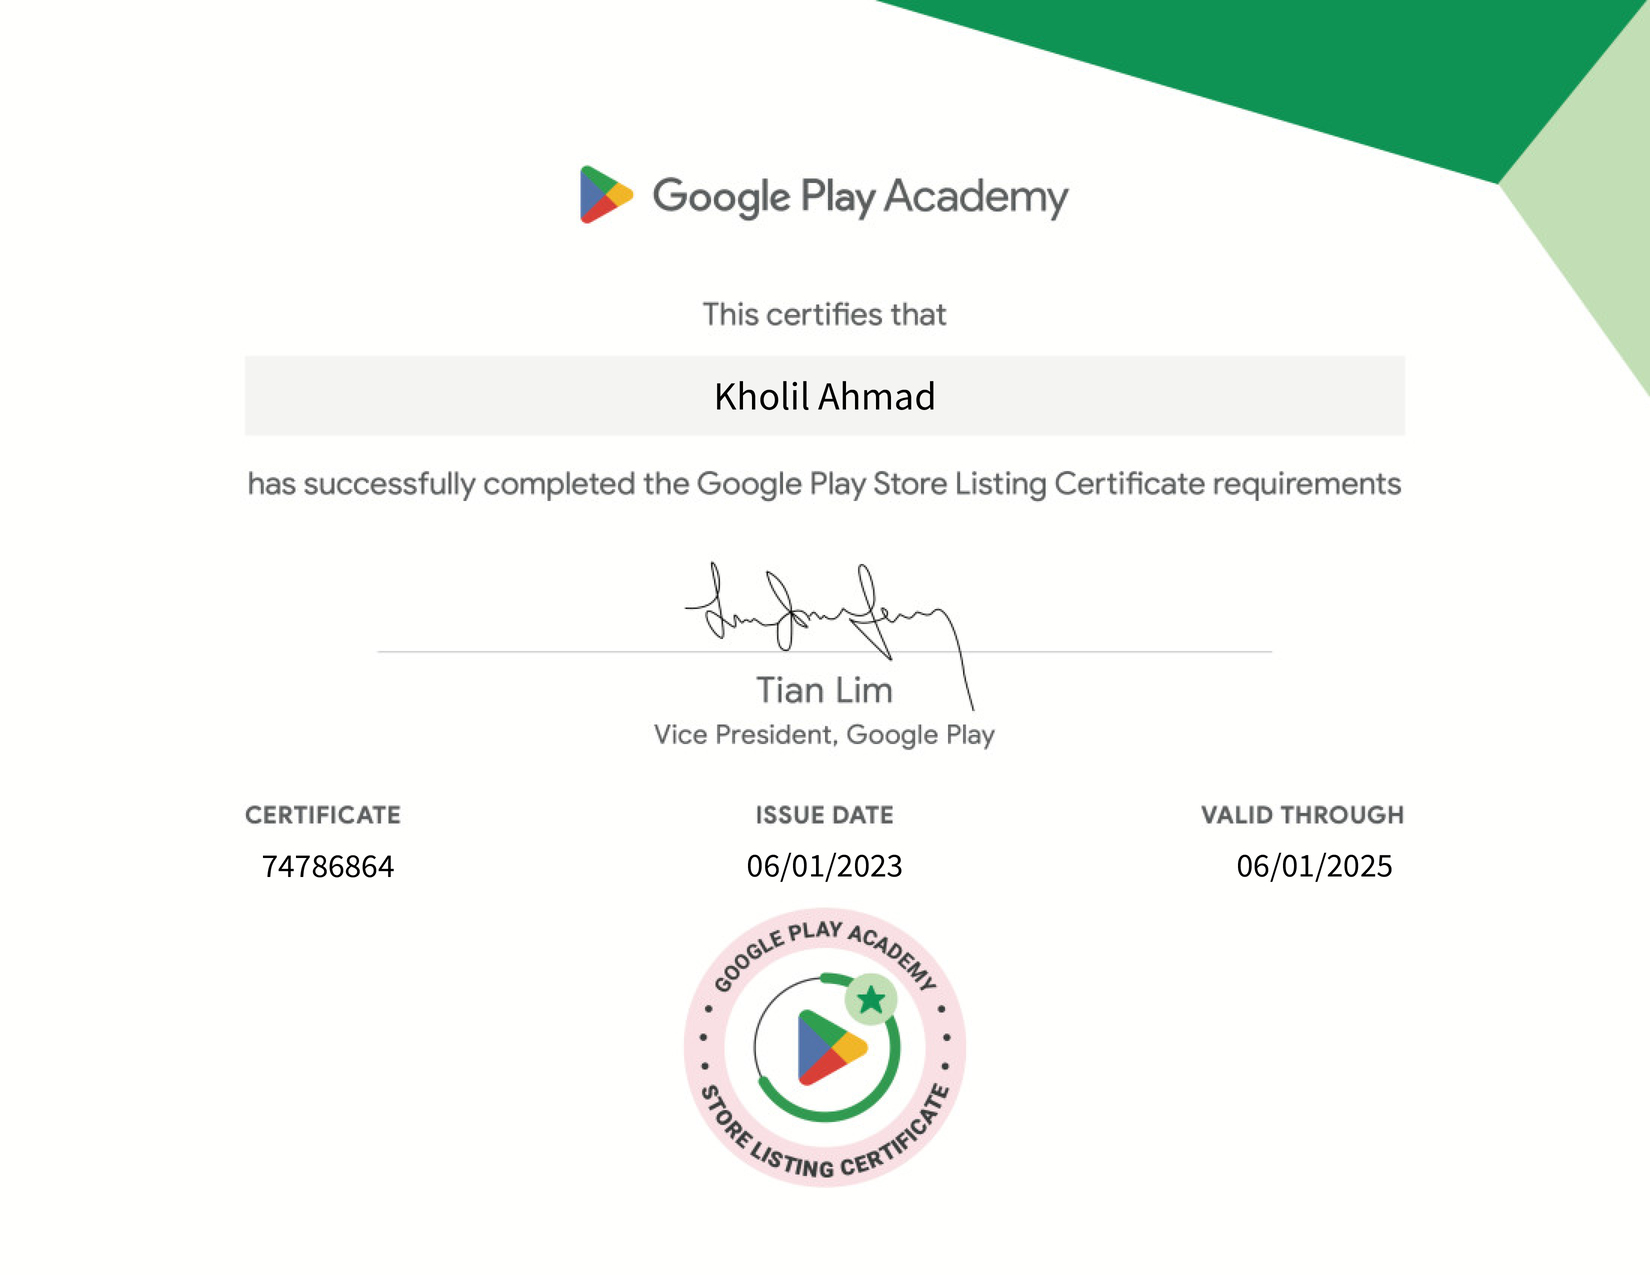 Google Play Academy
This certifies that
Kholil Ahmad
has successfully completed the Google Play Store Listing Certificate requirements
Tian Lim
Vice President, Google Play
CERTIFICATE ISSUE DATE VALID THROUGH
74786864 06/01/2023 06/01/2025
GOOGLE PLAY ACADEMY
STORE LISTING CERTIFICATE